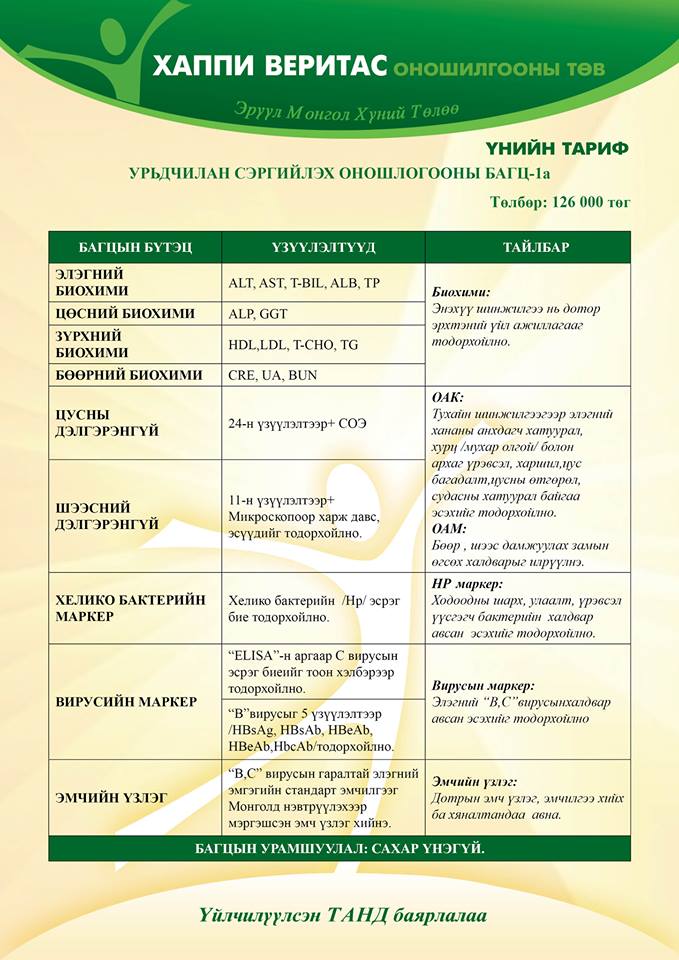 ХАППИ ВЕРИТАС ОНОШИЛГООНЫ ТӨВ
Эрүүл Монгол Хүний Төлөө
ҮНИЙН ТАРИФ
УРЬДЧИЛАН СЭРГИЙЛЭХ ОНОШЛОГООНЫ БАГЦ-1а
Төлбөр: 126 000 төг
БАГЦЫН БҮТЭЦ
ҮЗҮҮЛЭЛТҮҮД
ТАЙЛБАР
ЭЛЭГНИЙ
БИОХИМИ
ALT, AST, T-BIL, ALB, TP
Биохими:
Энэхүү шинжилгээ нь дотор
эрхтэний үйл ажиллагааг
тодорхойлно.
ЦӨСНИЙ БИОХИМИ
ALP, GGT
ЗҮРХНИЙ
БИОХИМИ
HDL,LDL, T-CHO, TG
БӨӨРНИЙ БИОХИМИ
CRE, UA, BUN
ЦУСНЫ
ДЭЛГЭРЭНГҮЙ
24-н үзүүлэлтээр+ СОЭ
ОАК:
Тухайн шинжилгээгээр элэгний
хананы анхдагч хатуурал,
хурц /мухар олгой/ болон
архаг үрэвсэл, харшил,цус
багадалт,цусны өтгөрөл,
судасны хатуурал байгаа
эсэхийг тодорхойлно.
ОАМ:
Бөөр , шээс дамжуулах замын
өгсөх халдварыг илрүүлнэ.
ШЭЭСНИЙ
ДЭЛГЭРЭНГҮЙ
11-н үзүүлэлтээр+
Микроскопоор харж давс,
эсүүдийг тодорхойлно.
ХЕЛИКО БАКТЕРИЙН
МАРКЕР
Хелико бактерийн /Hp/ эсрэг
бие тодорхойлно.
HP маркер:
Ходоодны шарх, улаалт, үрэвсэл
үүсгэгч бактерийн халдвар
авсан эсэхийг тодорхойлно.
ВИРУСИЙН МАРКЕР
“ELISA”-н аргаар С вирусын
эсрэг биеийг тоон хэлбэрээр
тодорхойлно.
“В”вирусыг 5 үзүүлэлтээр
/HBsAg, HBsAb, HBeAb,
HBeAb,HbcAb/тодорхойлно.
Вирусын маркер:
Элэгний “В,С”вирусынхалдвар
авсан эсэхийг тодорхойлно
ЭМЧИЙН ҮЗЛЭГ
“В,С” вирусын гаралтай элэгний
эмгэгийн стандарт эмчилгээг
Монголд нэвтрүүлэхээр
мэргэшсэн эмч үзлэг хийнэ.
Эмчийн үзлэг:
Дотрын эмч үзлэг, эмчилгээ хийх
ба хяналтандаа авна.
БАГЦЫН УРАМШУУЛАЛ: САХАР ҮНЭГҮЙ.
Үйлчилүүлсэн ТАНД баярлалаа